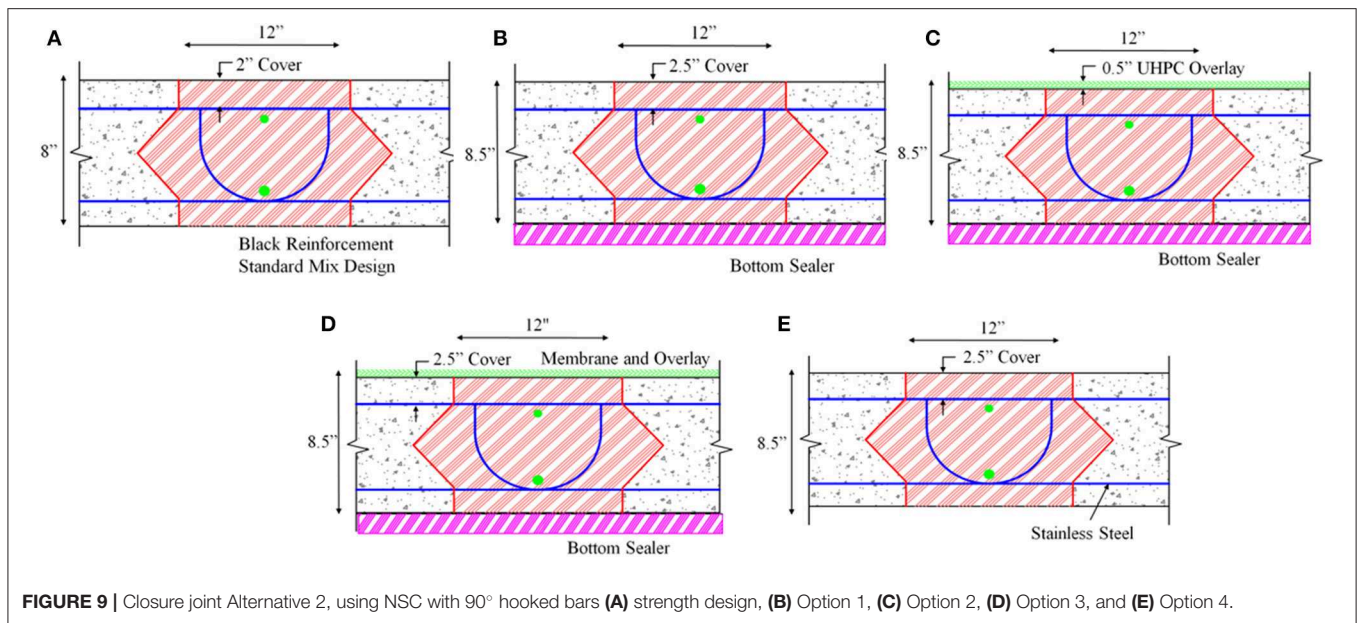 A
12”
2” Cover
8”
Black Reinforcement
Standard Mix Design
B
12”
2.5” Cover
8.5”
Bottom Sealer
C
12”
0.5” UHPC Overlay
8.5”
Bottom Sealer
D
12"
2.5” Cover
Membrane and Overlay
8.5”
Bottom Sealer
E
12”
2.5” Cover
8.5”
Stainless Steel
FIGURE 9 | Closure joint Alternative 2, using NSC with 90° hooked bars (A) strength design, (B) Option 1, (C) Option 2, (D) Option 3, and (E) Option 4.